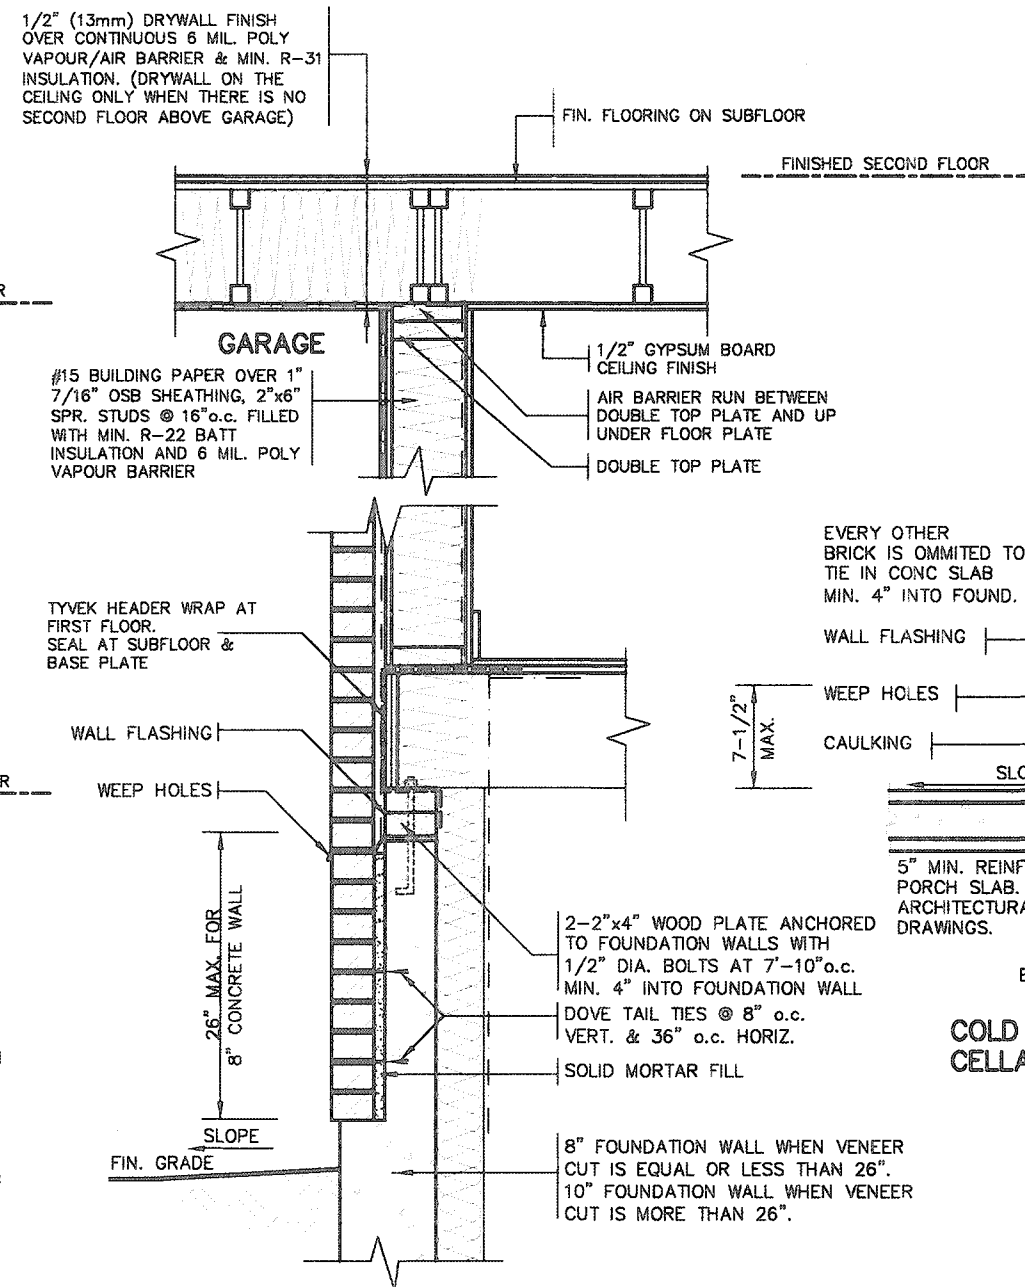 1/2" (13mm) DRYWALL FINISH
OVER CONTINUOUS 6 MIL. POLY
VAPOUR/AIR BARRIER & MIN. R-31
INSULATION. (DRYWALL ON THE
CEILING ONLY WHEN THERE IS NO
SECOND FLOOR ABOVE GARAGE)
FIN. FLOORING ON SUBFLOOR
FINISHED SECOND FLOOR
R
GARAGE
#15 BUILDING PAPER OVER 1"
7/16" OSB SHEATHING, 2"x6"
SPR. STUDS @ 16"o.c. FILLED
WITH MIN. R-22 BATT
INSULATION AND 6 MIL. POLY
VAPOUR BARRIER
1/2" GYPSUM BOARD
CEILING FINISH
AIR BARRIER RUN BETWEEN
DOUBLE TOP PLATE AND UP
UNDER FLOOR PLATE
DOUBLE TOP PLATE
EVERY OTHER
BRICK IS OMMITED TO
TIE IN CONC SLAB
MIN. 4" INTO FOUND.
TYVEK HEADER WRAP AT
FIRST FLOOR.
SEAL AT SUBFLOOR &
BASE PLATE
WALL FLASHING
WEEP HOLES
CAULKING
7-1/2"
MAX.
SLO
WALL FLASHING
R
WEEP HOLES
26" MAX. FOR
8" CONCRETE WALL
5" MIN. REINF
PORCH SLAB.
ARCHITECTURA
DRAWINGS.
2-2"x4" WOOD PLATE ANCHORED
TO FOUNDATION WALLS WITH
1/2" DIA. BOLTS AT 7'-10"o.c.
MIN. 4" INTO FOUNDATION WALL
DOVE TAIL TIES @ 8" o.c.
VERT. & 36" o.c. HORIZ.
SOLID MORTAR FILL
COLD
CELLA
SLOPE
FIN. GRADE
8" FOUNDATION WALL WHEN VENEER
CUT IS EQUAL OR LESS THAN 26".
10" FOUNDATION WALL WHEN VENEER
CUT IS MORE THAN 26".